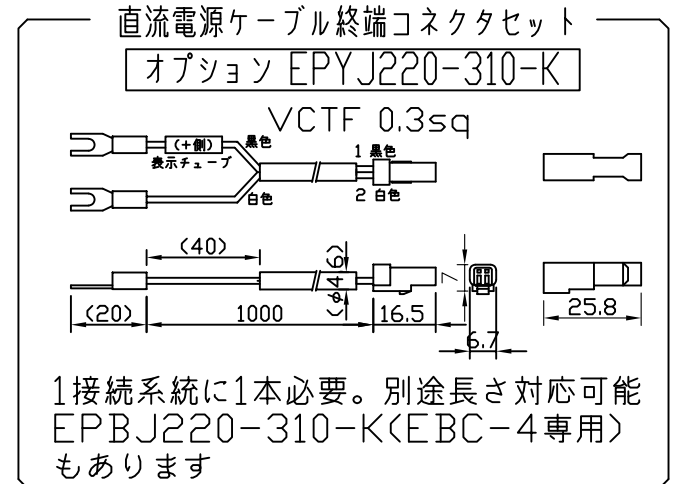 直流電源ケーブル終端コネクタセット
オプション EPYJ220-310-K
VCTF 0.3sq
(+側)
黒色
表示チューブ
1 黒色
白色
2 白色
(40)
(φ4.6)
7
(20)
1000
16.5
25.8
6.7
1接続系統に1本必要。別途長さ対応可能
EPBJ220-310-K(EBC-4専用)
もあります